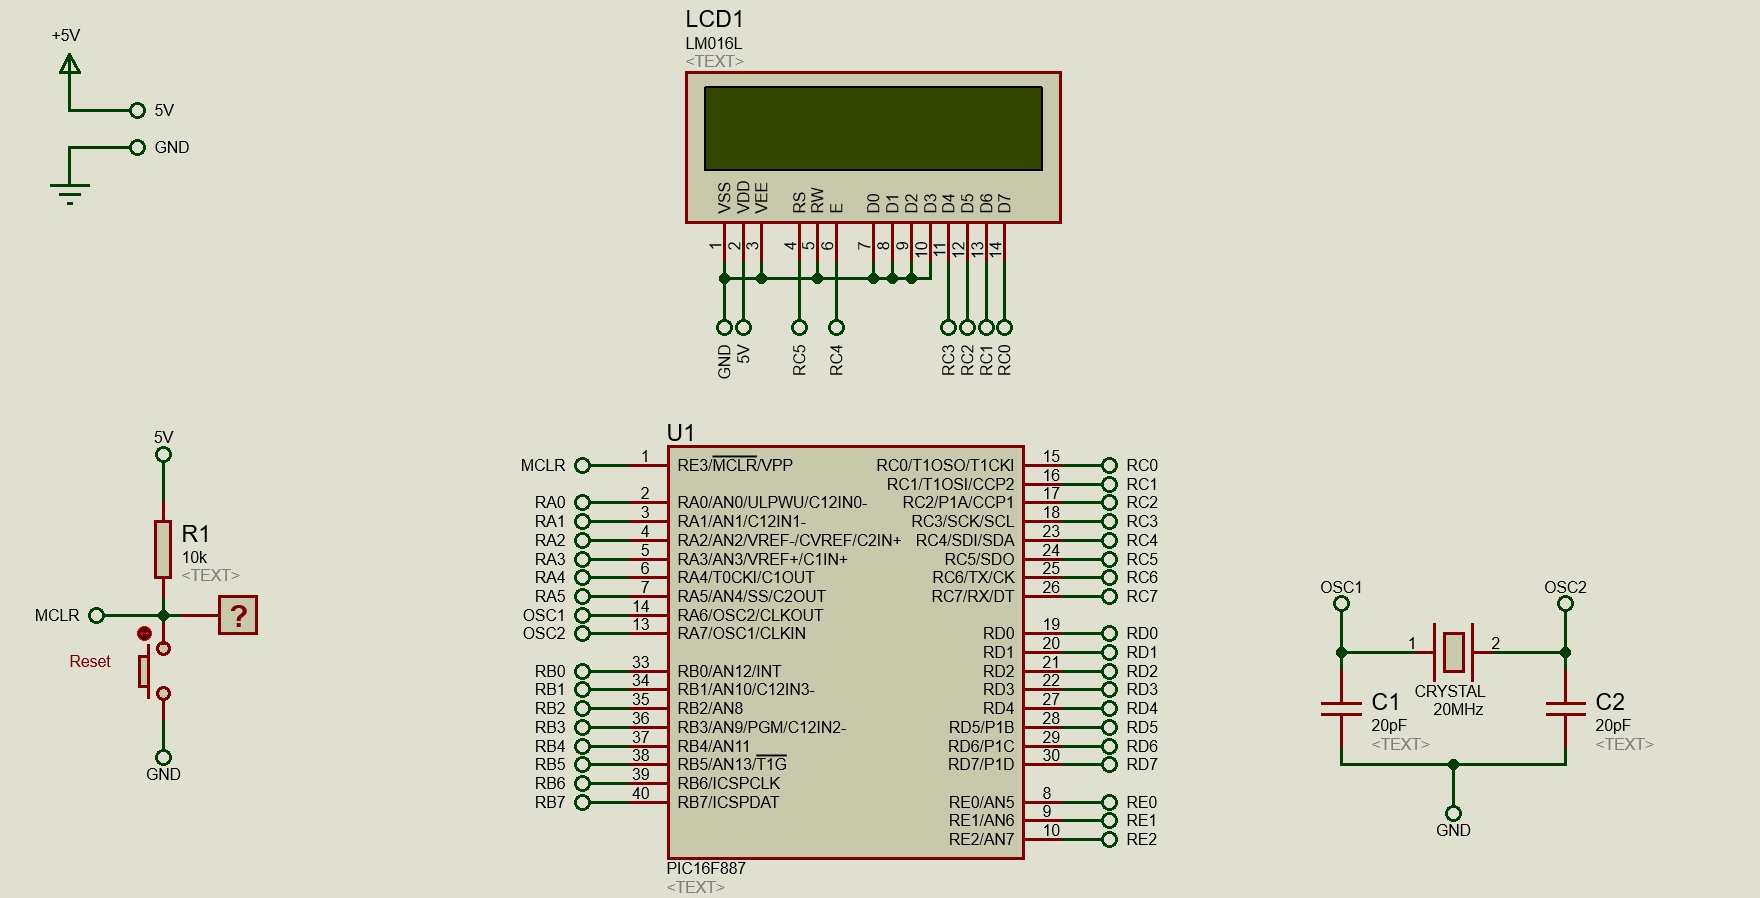 +5V
5V
GND
LCD1
LM016L
<TEXT>
VSS
VDD
VEE
RS
RW
E
D0
D1
D2
D3
D4
D5
D6
D7
1
2
3
4
5
6
7
8
9
10
11
12
13
14
GND
5V
RC5
RC4
RC3
RC2
RC1
RC0
5V
R1
10k
<TEXT>
MCLR
?
Reset
GND
U1
MCLR 1 RE3/MCLR/VPP
RA0 2 RA0/AN0/ULPWU/C12IN0-
RA1 3 RA1/AN1/C12IN1-
RA2 4 RA2/AN2/VREF-/CVREF/C2IN+
RA3 5 RA3/AN3/VREF+/C1IN+
RA4 6 RA4/T0CKI/C1OUT
RA5 7 RA5/AN4/SS/C2OUT
OSC1 14 RA6/OSC2/CLKOUT
OSC2 13 RA7/OSC1/CLKIN
RB0 33 RB0/AN12/INT
RB1 34 RB1/AN10/C12IN3-
RB2 35 RB2/AN8
RB3 36 RB3/AN9/PGM/C12IN2-
RB4 37 RB4/AN11
RB5 38 RB5/AN13/T1G
RB6 39 RB6/ICSPCLK
RB7 40 RB7/ICSPDAT
RC0/T1OSO/T1CKI 15 RC0
RC1/T1OSI/CCP2 16 RC1
RC2/P1A/CCP1 17 RC2
RC3/SCK/SCL 18 RC3
RC4/SDI/SDA 23 RC4
RC5/SDO 24 RC5
RC6/TX/CK 25 RC6
RC7/RX/DT 26 RC7
RD0 19 RD0
RD1 20 RD1
RD2 21 RD2
RD3 22 RD3
RD4 27 RD4
RD5/P1B 28 RD5
RD6/P1C 29 RD6
RD7/P1D 30 RD7
RE0/AN5 8 RE0
RE1/AN6 9 RE1
RE2/AN7 10 RE2
PIC16F887
<TEXT>
OSC1
OSC2
1
2
CRYSTAL
20MHz
C1
20pF
<TEXT>
C2
20pF
<TEXT>
GND